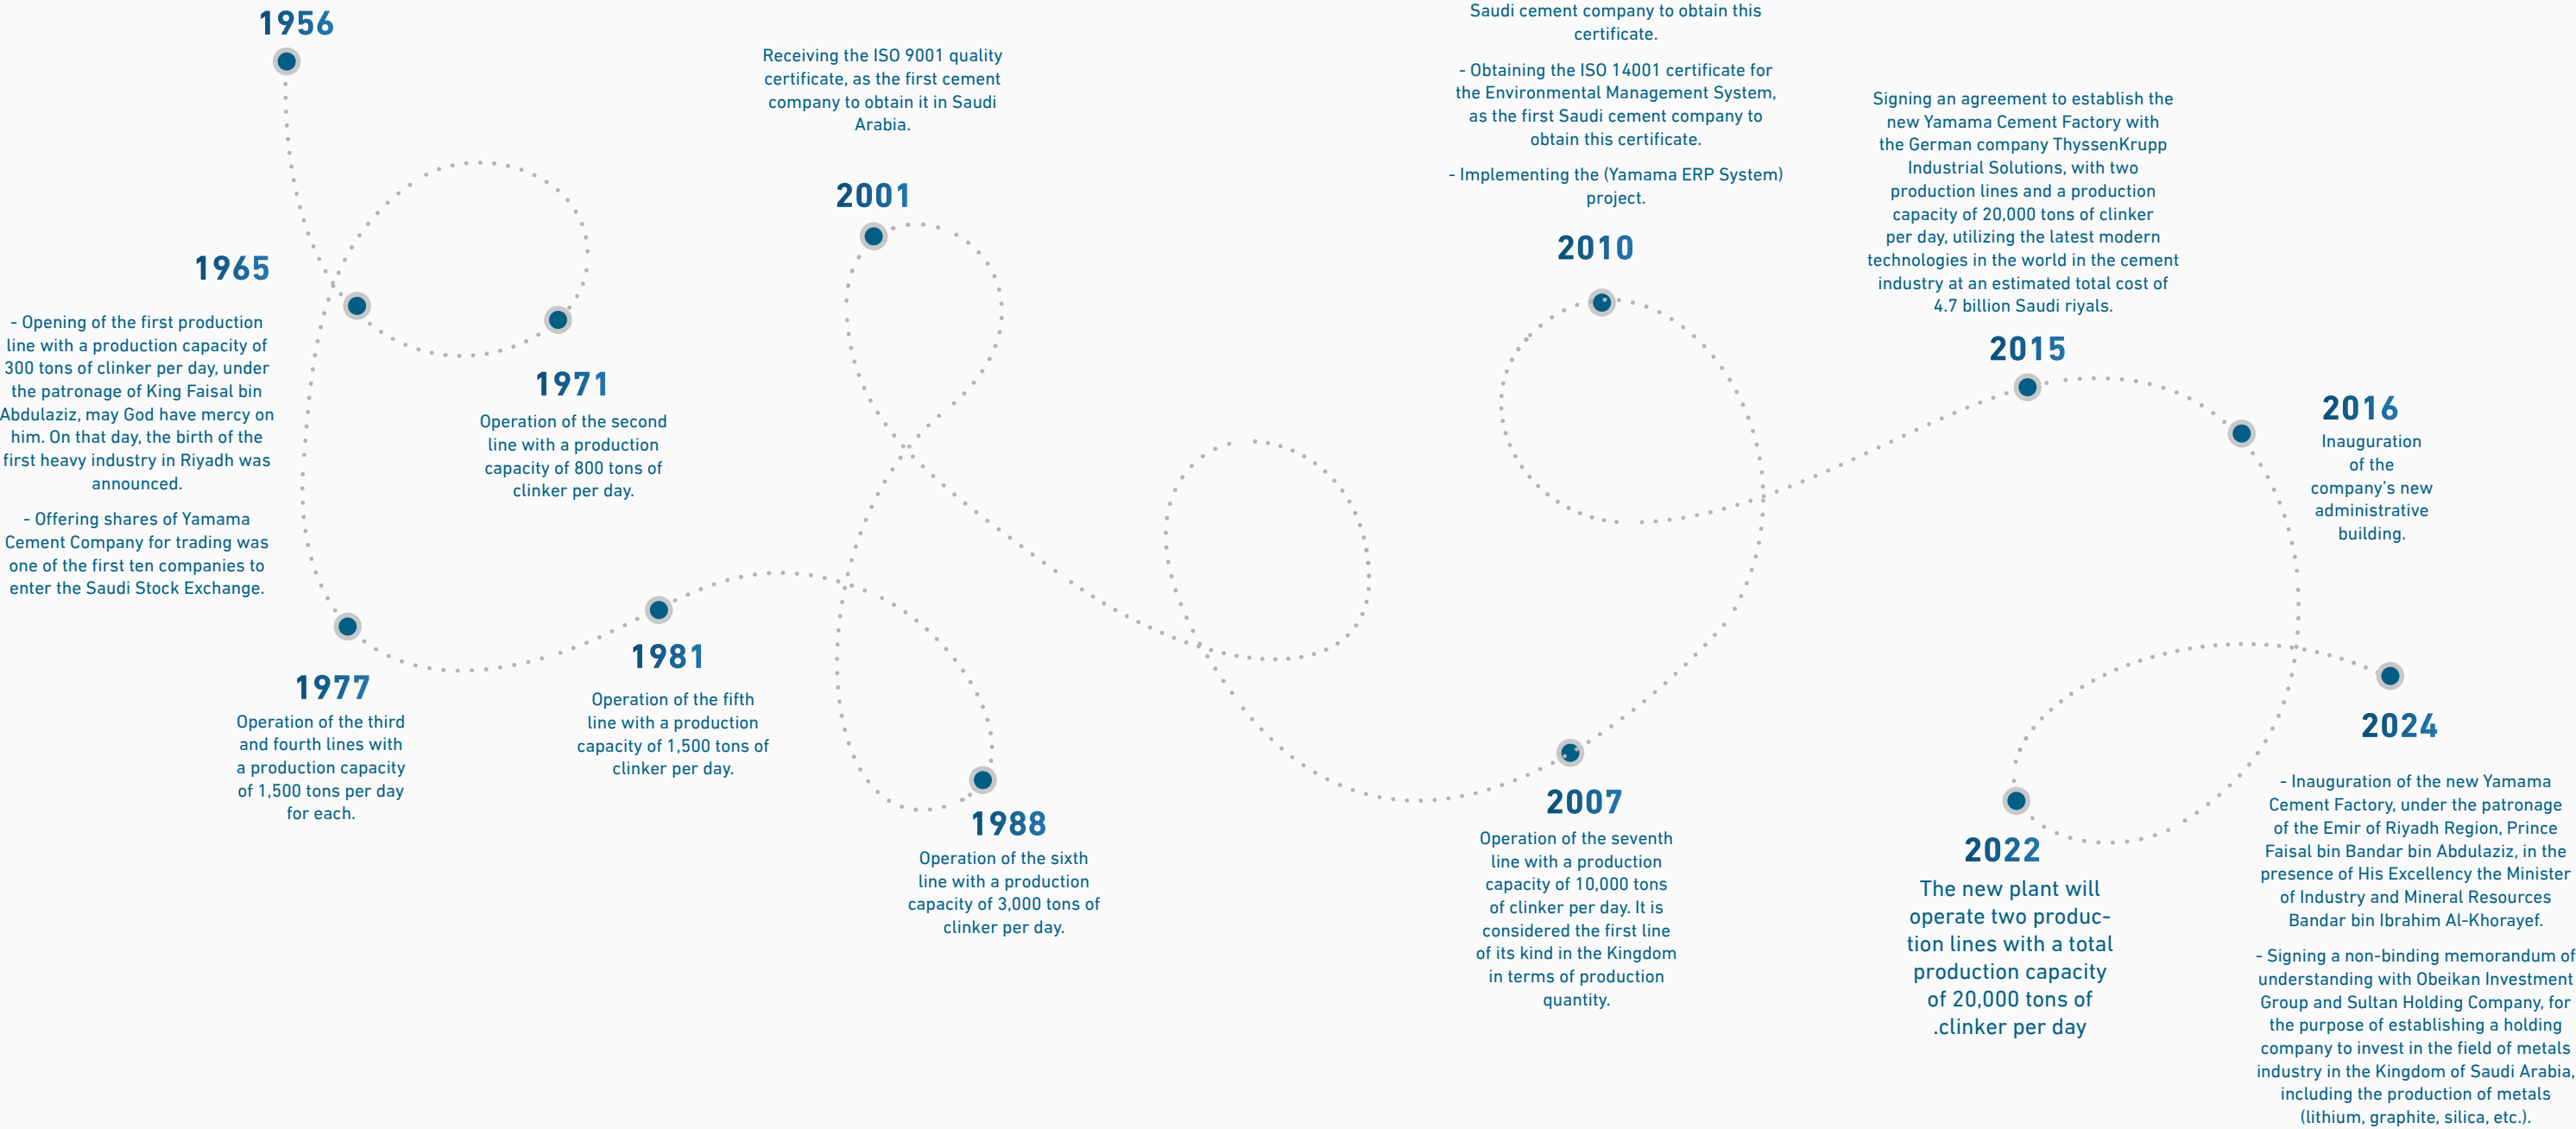 1956
1965
- Opening of the first production
line with a production capacity of
300 tons of clinker per day, under
the patronage of King Faisal bin
Abdulaziz, may God have mercy on
him. On that day, the birth of the
first heavy industry in Riyadh was
announced.
- Offering shares of Yamama
Cement Company for trading was
one of the first ten companies to
enter the Saudi Stock Exchange.
1971
Operation of the second
line with a production
capacity of 800 tons of
clinker per day.
1977
Operation of the third
and fourth lines with
a production capacity
of 1,500 tons per day
for each.
1981
Operation of the fifth
line with a production
capacity of 1,500 tons of
clinker per day.
1988
Operation of the sixth
line with a production
capacity of 3,000 tons of
clinker per day.
Receiving the ISO 9001 quality
certificate, as the first cement
company to obtain it in Saudi
Arabia.
2001
2007
Operation of the seventh
line with a production
capacity of 10,000 tons
of clinker per day. It is
considered the first line
of its kind in the Kingdom
in terms of production
quantity.
Saudi cement company to obtain this
certificate.
- Obtaining the ISO 14001 certificate for
the Environmental Management System,
as the first Saudi cement company to
obtain this certificate.
- Implementing the (Yamama ERP System)
project.
2010
Signing an agreement to establish the
new Yamama Cement Factory with
the German company ThyssenKrupp
Industrial Solutions, with two
production lines and a production
capacity of 20,000 tons of clinker
per day, utilizing the latest modern
technologies in the world in the cement
industry at an estimated total cost of
4.7 billion Saudi riyals.
2015
2016
Inauguration
of the
company's new
administrative
building.
2022
The new plant will
operate two produc-
tion lines with a total
production capacity
of 20,000 tons of
.clinker per day
2024
- Inauguration of the new Yamama
Cement Factory, under the patronage
of the Emir of Riyadh Region, Prince
Faisal bin Bandar bin Abdulaziz, in the
presence of His Excellency the Minister
of Industry and Mineral Resources
Bandar bin Ibrahim Al-Khorayef.
- Signing a non-binding memorandum of
understanding with Obeikan Investment
Group and Sultan Holding Company, for
the purpose of establishing a holding
company to invest in the field of metals
industry in the Kingdom of Saudi Arabia,
including the production of metals
(lithium, graphite, silica, etc.).